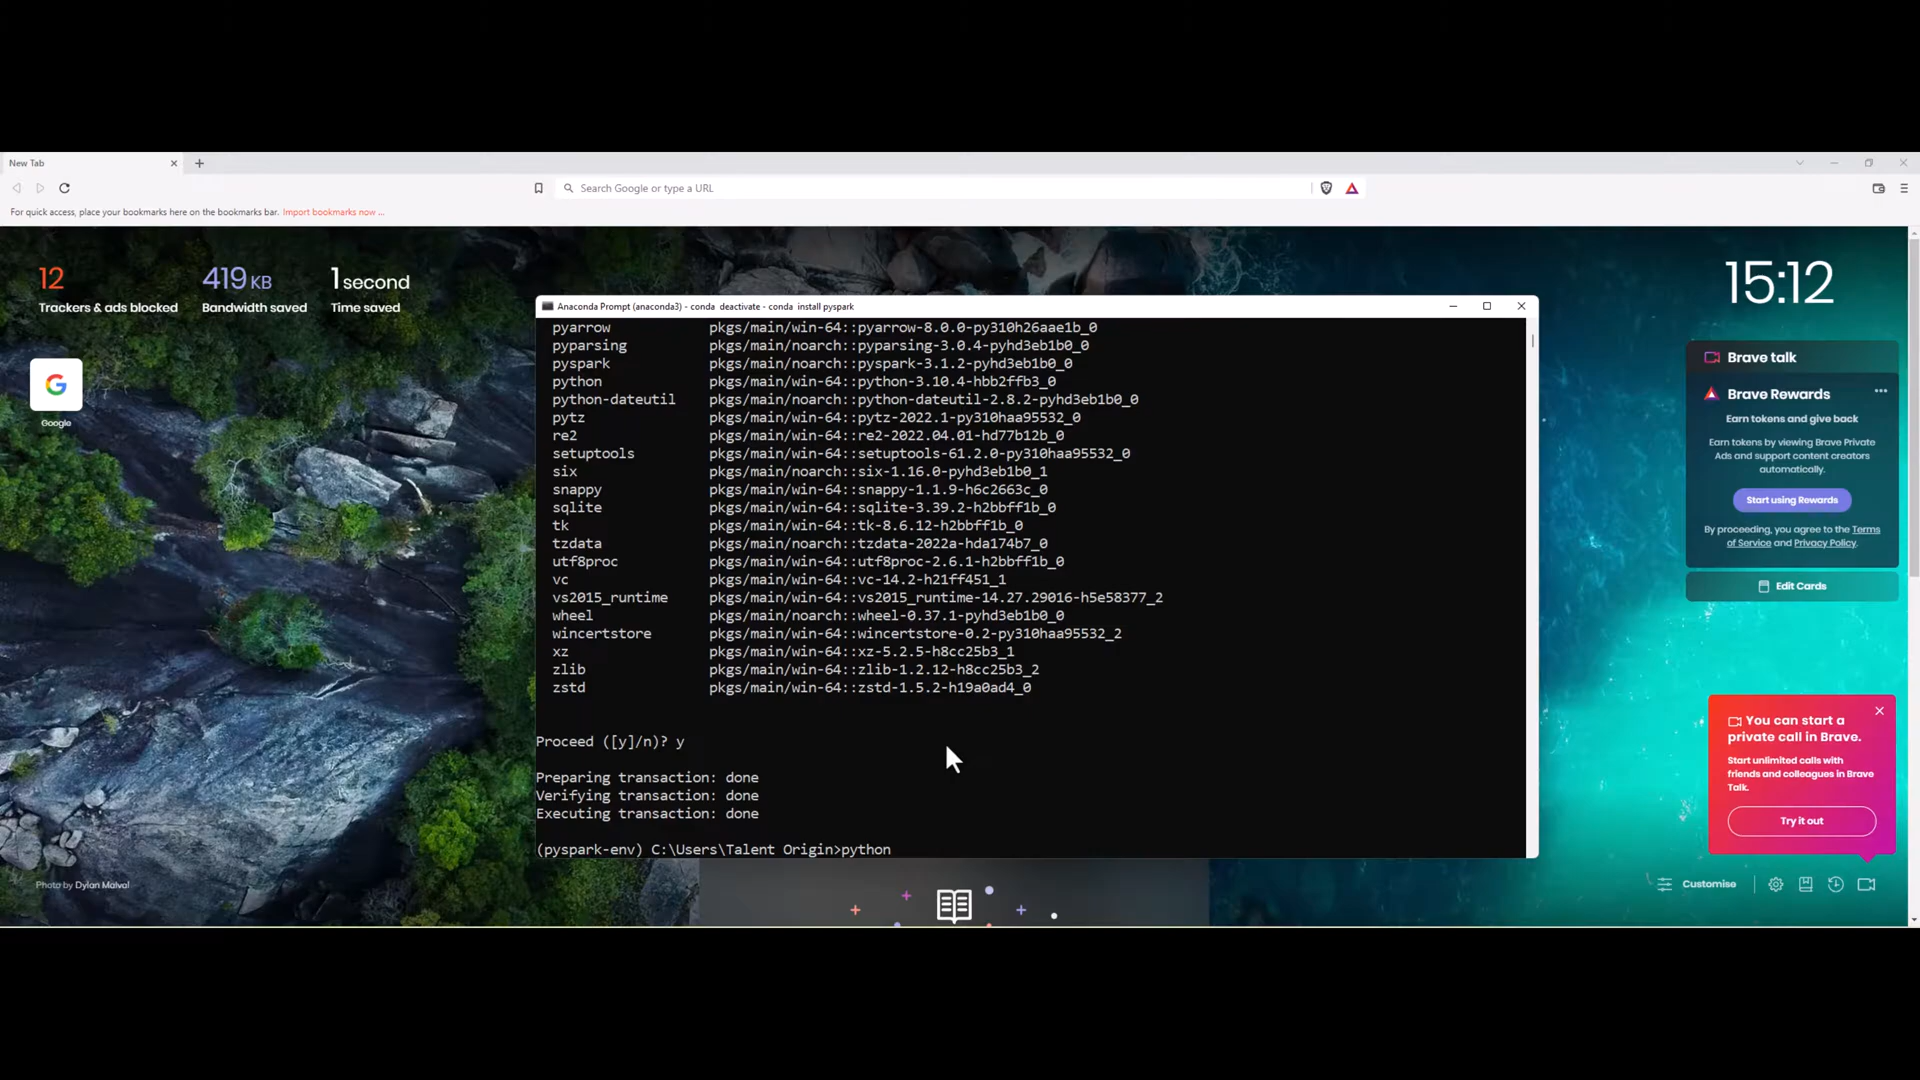 New Tab
Search Google or type a URL
For quick access, place your bookmarks here on the bookmarks bar. Import bookmarks now ...
12
Trackers & ads blocked
419 KB
Bandwidth saved
1 second
Time saved
15:12
Google
Anaconda Prompt (anaconda3) - conda  deactivate - conda  install pyspark
pyarrow pkgs/main/win-64::pyarrow-8.0.0-py310h26aae1b_0
pyparsing pkgs/main/noarch::pyparsing-3.0.4-pyhd3eb1b0_0
pyspark pkgs/main/noarch::pyspark-3.1.2-pyhd3eb1b0_0
python pkgs/main/win-64::python-3.10.4-hbb2ffb3_0
python-dateutil pkgs/main/noarch::python-dateutil-2.8.2-pyhd3eb1b0_0
pytz pkgs/main/win-64::pytz-2022.1-py310haa95532_0
re2 pkgs/main/win-64::re2-2022.04.01-hd77b12b_0
setuptools pkgs/main/win-64::setuptools-61.2.0-py310haa95532_0
six pkgs/main/noarch::six-1.16.0-pyhd3eb1b0_1
snappy pkgs/main/win-64::snappy-1.1.9-h6c2663c_0
sqlite pkgs/main/win-64::sqlite-3.39.2-h2bbff1b_0
tk pkgs/main/win-64::tk-8.6.12-h2bbff1b_0
tzdata pkgs/main/noarch::tzdata-2022a-hda174b7_0
utf8proc pkgs/main/win-64::utf8proc-2.6.1-h2bbff1b_0
vc pkgs/main/win-64::vc-14.2-h21ff451_1
vs2015_runtime pkgs/main/win-64::vs2015_runtime-14.27.29016-h5e58377_2
wheel pkgs/main/noarch::wheel-0.37.1-pyhd3eb1b0_0
wincertstore pkgs/main/win-64::wincertstore-0.2-py310haa95532_2
xz pkgs/main/win-64::xz-5.2.5-h8cc25b3_1
zlib pkgs/main/win-64::zlib-1.2.12-h8cc25b3_2
zstd pkgs/main/win-64::zstd-1.5.2-h19a0ad4_0
Proceed ([y]/n)? y
Preparing transaction: done
Verifying transaction: done
Executing transaction: done
(pyspark-env) C:\Users\Talent Origin>python
Brave talk
Brave Rewards
Earn tokens and give back
Earn tokens by viewing Brave Private
Ads and support content creators
automatically.
Start using Rewards
By proceeding, you agree to the Terms
of Service and Privacy Policy.
Edit Cards
You can start a
private call in Brave.
Start unlimited calls with
friends and colleagues in Brave
Talk.
Try it out
Photo by Dylan Malval
Customise